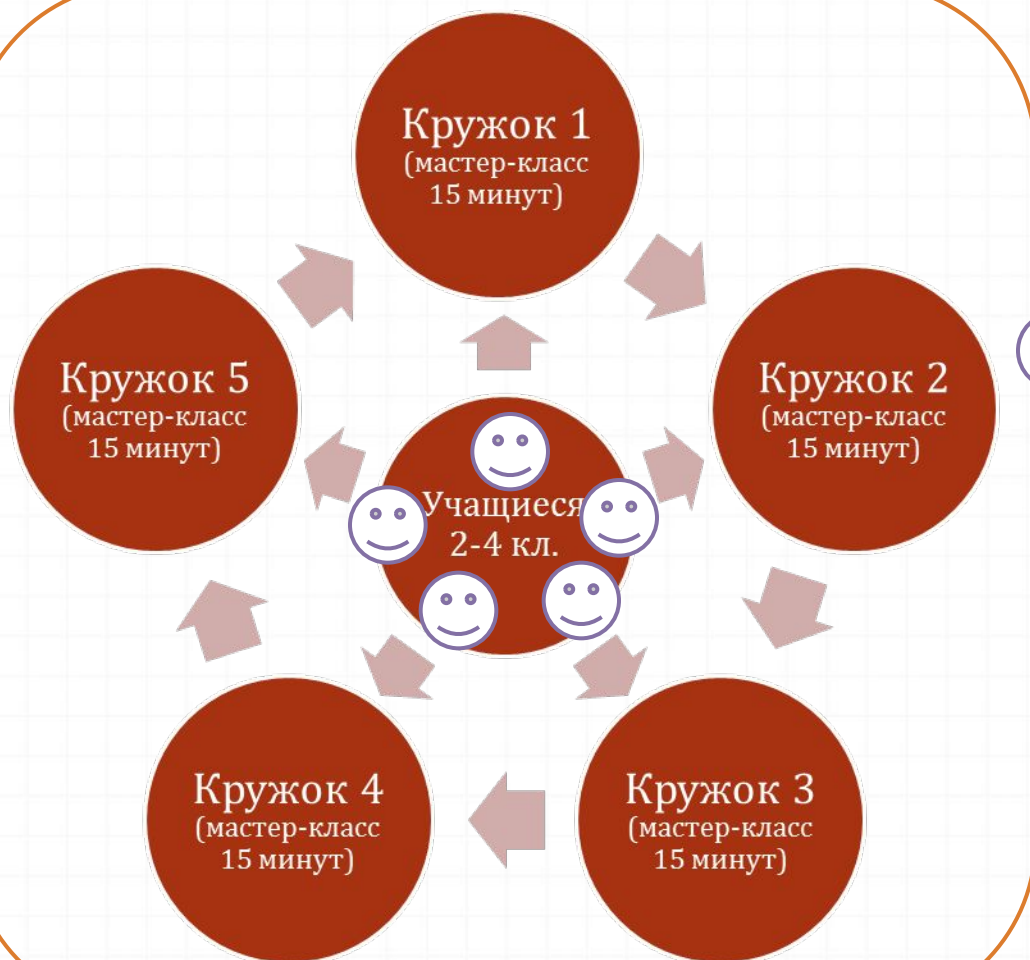 Кружок 1
(мастер-класс
15 минут)
Кружок 5
(мастер-класс
15 минут)
Кружок 2
(мастер-класс
15 минут)
Учащиеся
2-4 кл.
Кружок 4
(мастер-класс
15 минут)
Кружок 3
(мастер-класс
15 минут)